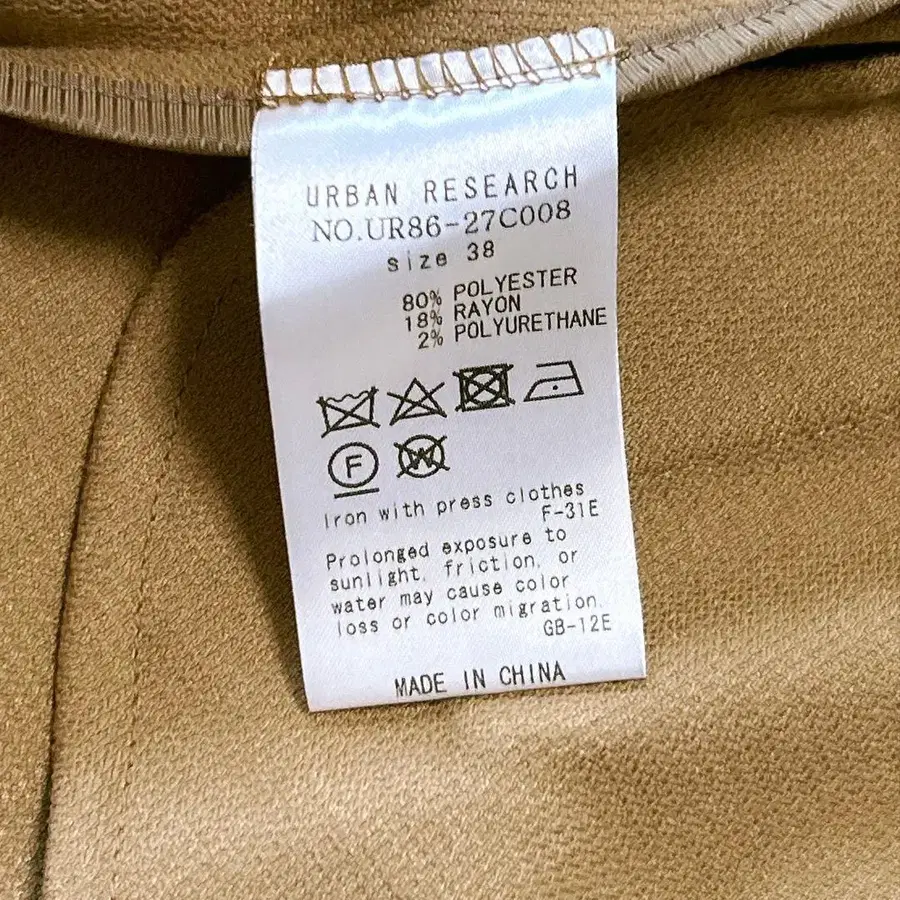 URBAN RESEARCH
NO.UR86-27C008
size 38
80% POLYESTER
18% RAYON
2% POLYURETHANE
F W
Iron with press clothes
F-31E
Prolonged exposure to
sunlight, friction, or
water may cause color
loss or color migration.
GB-12E
MADE IN CHINA